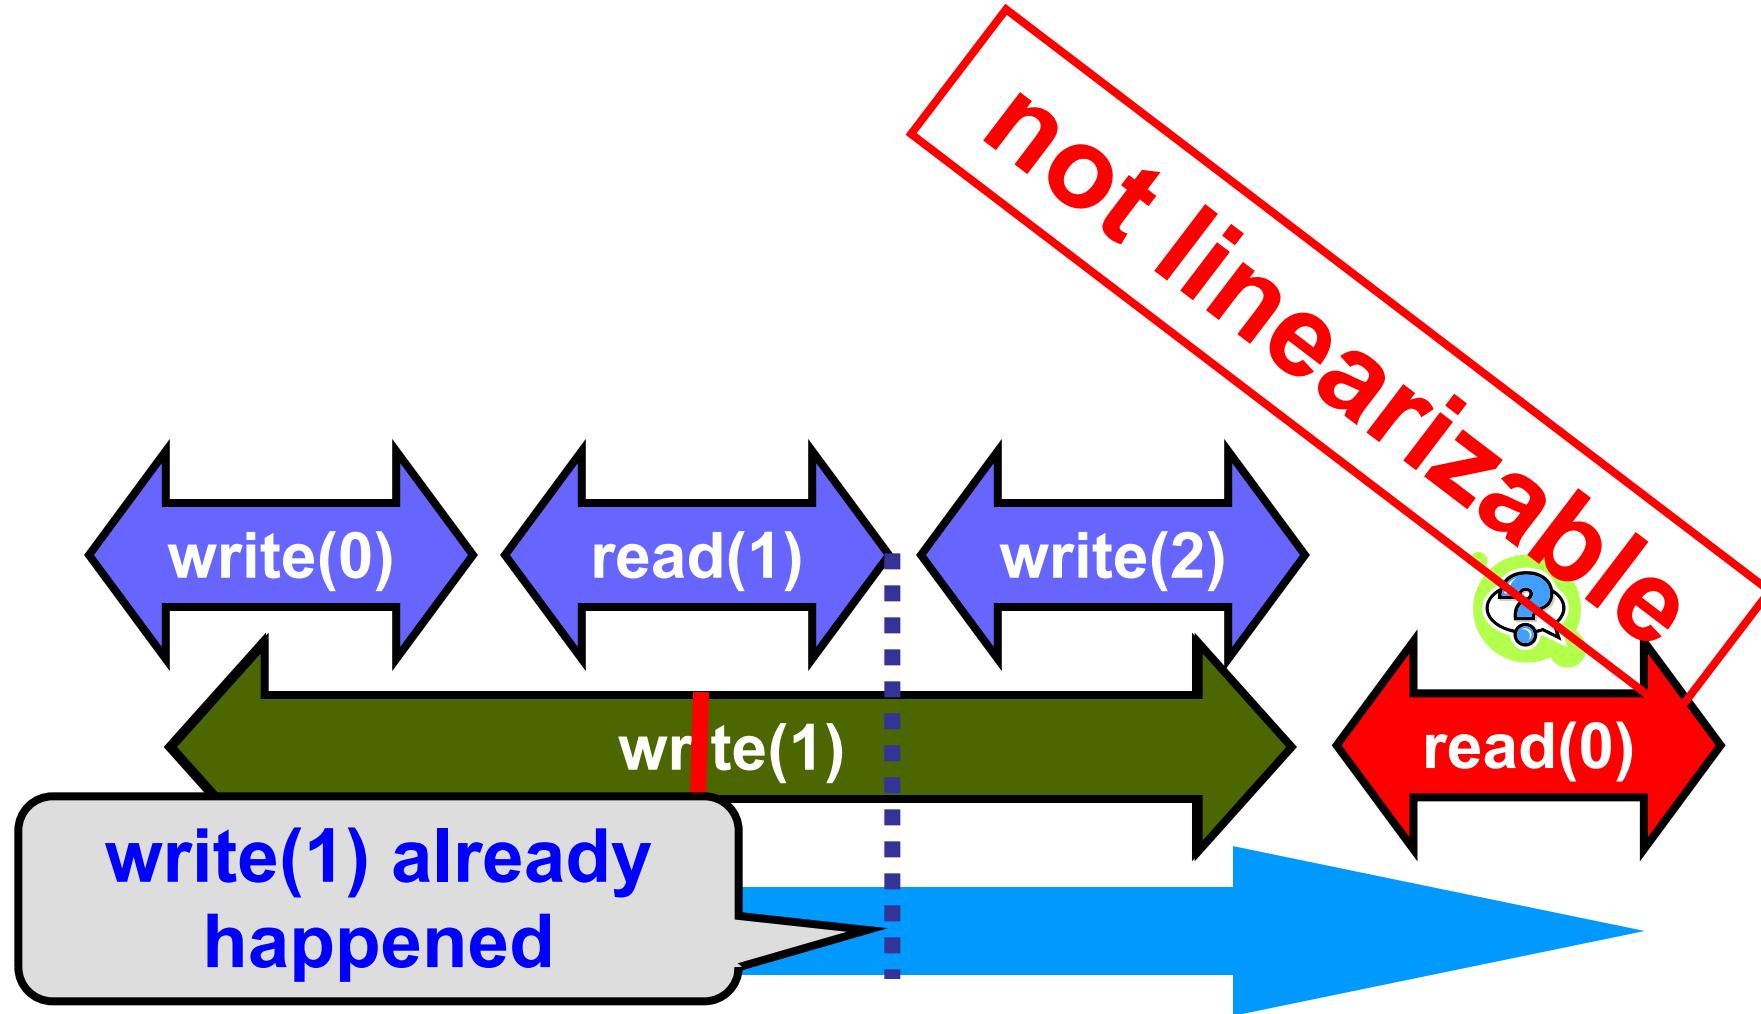 not linearizable
write(0)
read(1)
write(2)
?
write(1)
read(0)
write(1) already
happened